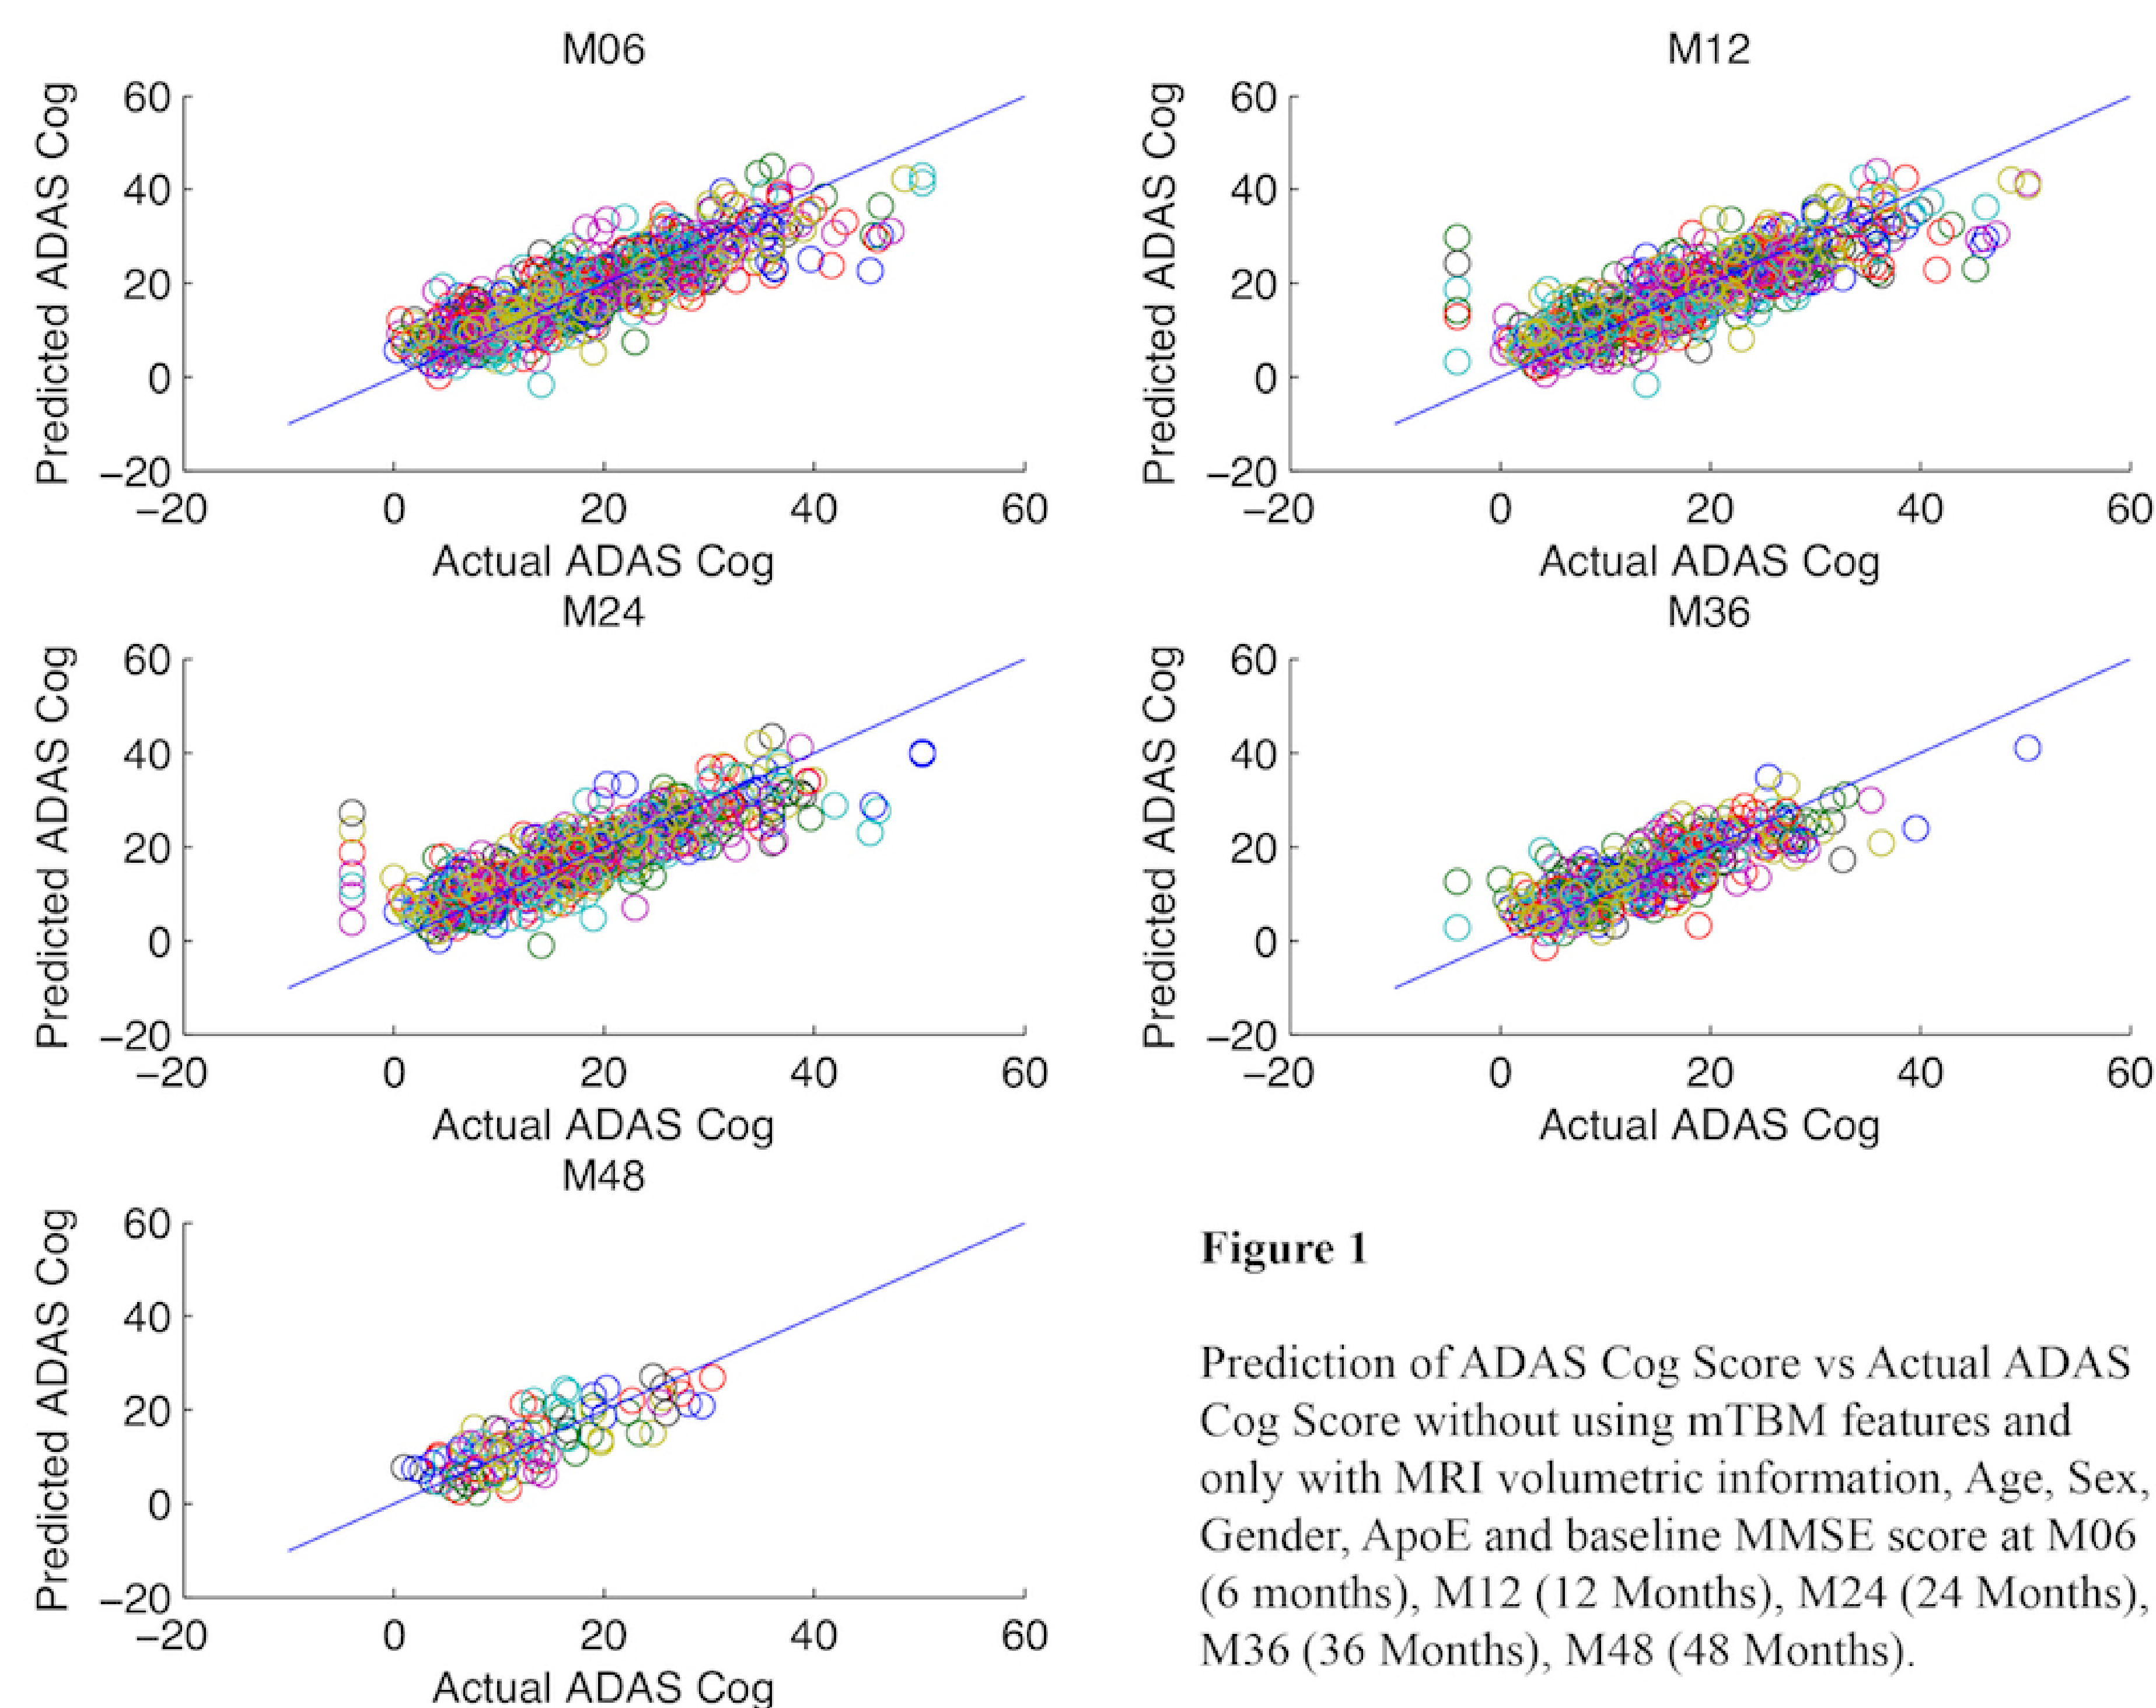 M06
60
40
20
0
−20
Predicted ADAS Cog
−20 0 20 40 60
Actual ADAS Cog
M12
60
40
20
0
−20
Predicted ADAS Cog
−20 0 20 40 60
Actual ADAS Cog
M24
60
40
20
0
−20
Predicted ADAS Cog
−20 0 20 40 60
Actual ADAS Cog
M36
60
40
20
0
−20
Predicted ADAS Cog
−20 0 20 40 60
Actual ADAS Cog
M48
60
40
20
0
−20
Predicted ADAS Cog
−20 0 20 40 60
Actual ADAS Cog
Figure 1
Prediction of ADAS Cog Score vs Actual ADAS
Cog Score without using mTBM features and
only with MRI volumetric information, Age, Sex,
Gender, ApoE and baseline MMSE score at M06
(6 months), M12 (12 Months), M24 (24 Months),
M36 (36 Months), M48 (48 Months).